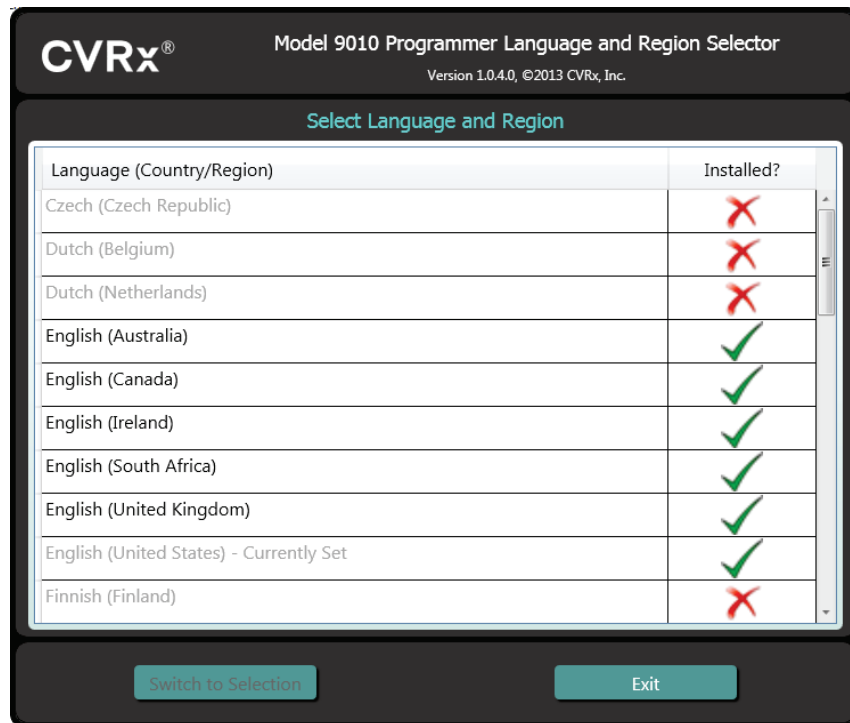 CVRx®
Model 9010 Programmer Language and Region Selector
Version 1.0.4.0, ©2013 CVRx, Inc.
Select Language and Region
Language (Country/Region) Installed?
Czech (Czech Republic)
Dutch (Belgium)
Dutch (Netherlands)
English (Australia)
English (Canada)
English (Ireland)
English (South Africa)
English (United Kingdom)
English (United States) - Currently Set
Finnish (Finland)
Switch to Selection Exit